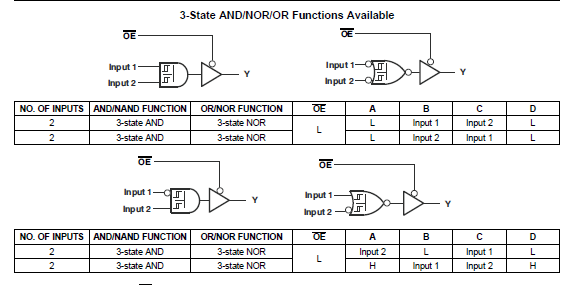 3-State AND/NOR/OR Functions Available
OE OE
Input 1 Input 1
Y Y
Input 2 Input 2
NO. OF INPUTS AND/NAND FUNCTION OR/NOR FUNCTION OE A B C D
2 3-state AND 3-state NOR L L Input 1 Input 2 L
2 3-state AND 3-state NOR L Input 2 Input 1 L
OE OE
Input 1 Input 1
Y Y
Input 2 Input 2
NO. OF INPUTS AND/NAND FUNCTION OR/NOR FUNCTION OE A B C D
2 3-state AND 3-state NOR L Input 2 L Input 1 L
2 3-state AND 3-state NOR H Input 1 Input 2 H